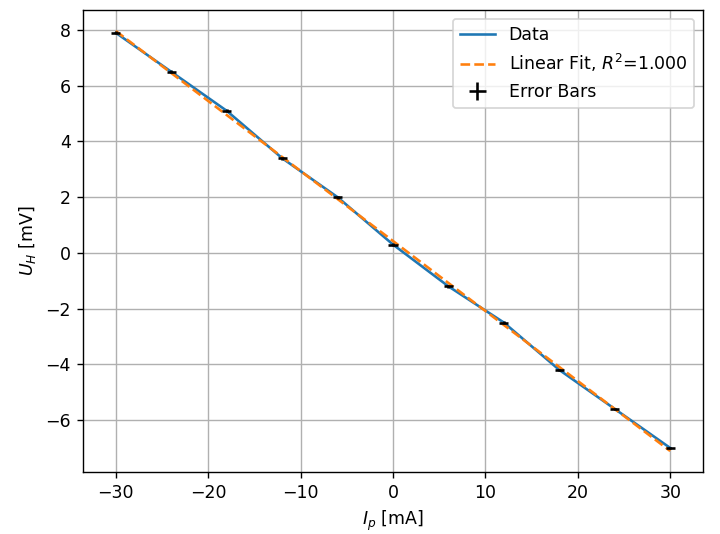 8
6
4
2
0
−2
−4
−6
U_H [mV]
Data
Linear Fit, R²=1.000
Error Bars
−30 −20 −10 0 10 20 30
I_p [mA]